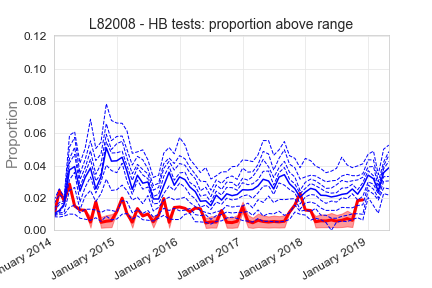 L82008 - HB tests: proportion above range
0.12
0.10
0.08
0.06
0.04
0.02
0.00
Proportion
2014
January 2015
January 2016
January 2017
January 2018
January 2019